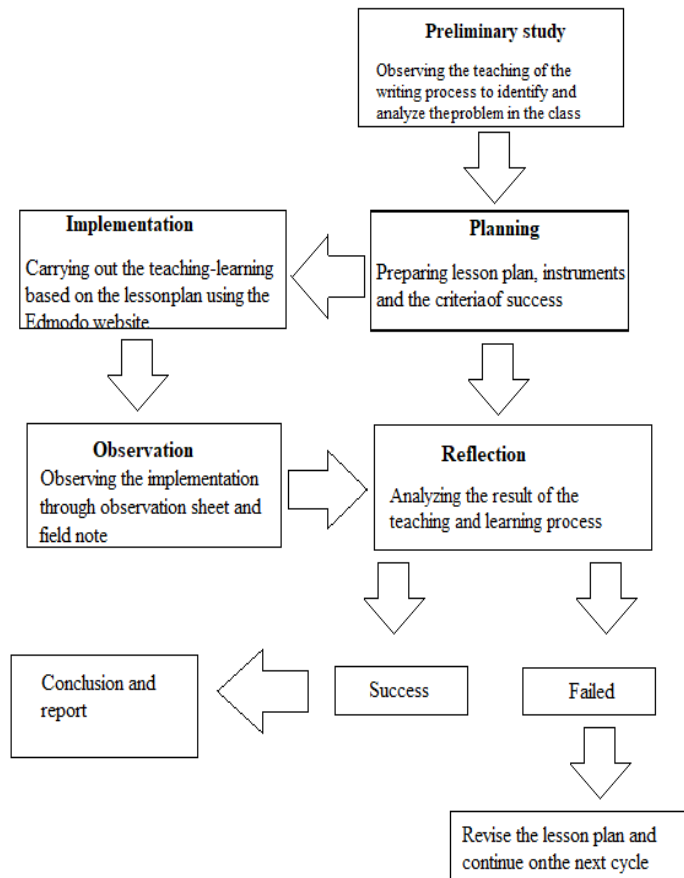 Preliminary study
Observing the teaching of the
writing process to identify and
analyze theproblem in the class
Implementation
Carrying out the teaching-learning
based on the lessonplan using the
Edmodo website
Planning
Preparing lesson plan, instruments
and the criteriaof success
Observation
Observing the implementation
through observation sheet and
field note
Reflection
Analyzing the result of the
teaching and learning process
Conclusion and
report
Success
Failed
Revise the lesson plan and
continue onthe next cycle